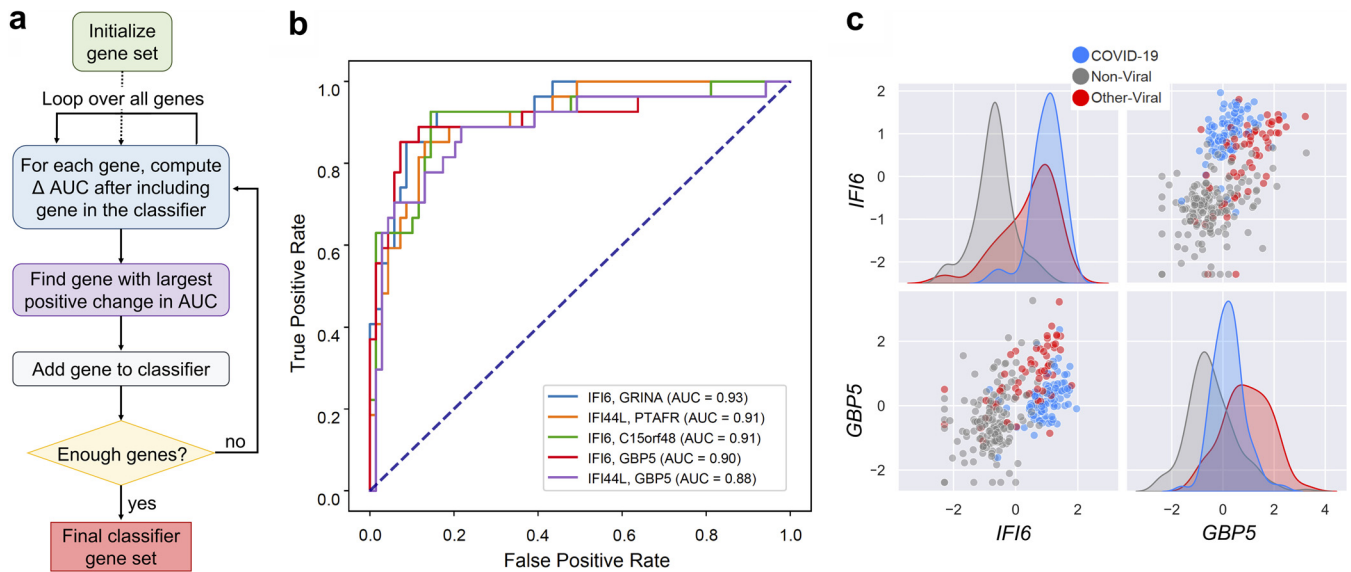 a
Initialize
gene set
Loop over all genes
For each gene, compute
Δ AUC after including
gene in the classifier
Find gene with largest
positive change in AUC
Add gene to classifier
Enough genes?
no
yes
Final classifier
gene set
b
True Positive Rate
1.0
0.8
0.6
0.4
0.2
0.0
IFI6, GRINA (AUC = 0.93)
IFI44L, PTAFR (AUC = 0.91)
IFI6, C15orf48 (AUC = 0.91)
IFI6, GBP5 (AUC = 0.90)
IFI44L, GBP5 (AUC = 0.88)
0.0 0.2 0.4 0.6 0.8 1.0
False Positive Rate
c
COVID-19
Non-Viral
Other-Viral
IFI6
2
1
0
−1
−2
GBP5
2
0
−2
−2 0 2
IFI6
−2 0 2 4
GBP5